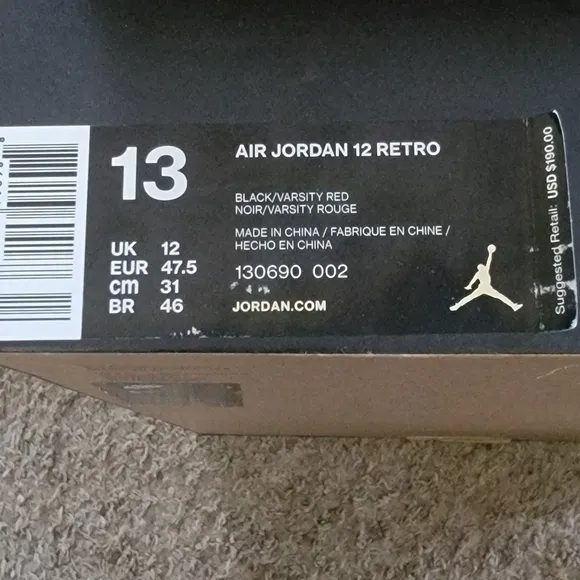 13
AIR JORDAN 12 RETRO
BLACK/VARSITY RED
NOIR/VARSITY ROUGE
MADE IN CHINA / FABRIQUE EN CHINE /
HECHO EN CHINA
UK 12
EUR 47.5
cm 31
BR 46
130690 002
JORDAN.COM
Suggested Retail: USD $190.00